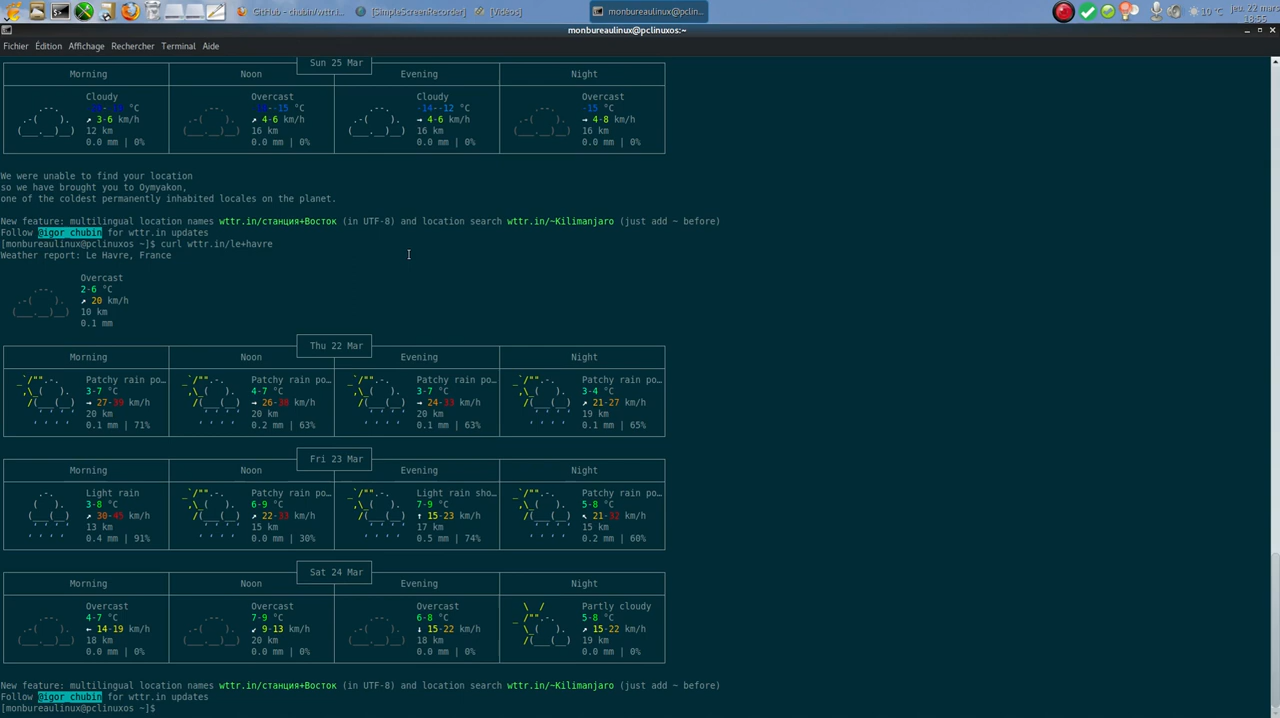 GitHub - chubin/wttr.i... [SimpleScreenRecorder] [Vidéos] monbureaulinux@pclin... 10 °C jeu. 22 mars
monbureaulinux@pclinuxos:~
Fichier Édition Affichage Rechercher Terminal Aide
Sun 25 Mar
Morning Noon Evening Night
Cloudy Overcast Cloudy Overcast
°C -15 °C -14--12 °C -15 °C
↗ 3-6 km/h ↗ 4-6 km/h → 4-6 km/h → 4-8 km/h
12 km 16 km 16 km 16 km
0.0 mm | 0% 0.0 mm | 0% 0.0 mm | 0% 0.0 mm | 0%
We were unable to find your location
so we have brought you to Oymyakon,
one of the coldest permanently inhabited locales on the planet.
New feature: multilingual location names wttr.in/станция+Восток (in UTF-8) and location search wttr.in/~Kilimanjaro (just add ~ before)
Follow @igor_chubin for wttr.in updates
[monbureaulinux@pclinuxos ~]$ curl wttr.in/le+havre
Weather report: Le Havre, France
Overcast
2-6 °C
↗ 20 km/h
10 km
0.1 mm
Thu 22 Mar
Morning Noon Evening Night
Patchy rain po… Patchy rain po… Patchy rain po… Patchy rain po…
3-7 °C 4-7 °C 3-7 °C 3-4 °C
→ 27-39 km/h → 26-38 km/h → 24-33 km/h ↗ 21-27 km/h
20 km 20 km 20 km 19 km
0.1 mm | 71% 0.2 mm | 63% 0.1 mm | 63% 0.1 mm | 65%
Fri 23 Mar
Morning Noon Evening Night
Light rain Patchy rain po… Light rain sho… Patchy rain po…
3-8 °C 6-9 °C 7-9 °C 5-8 °C
↗ 30-49 km/h ↗ 22-33 km/h ↑ 15-23 km/h ↖ 21-32 km/h
13 km 15 km 17 km 15 km
0.4 mm | 91% 0.0 mm | 30% 0.5 mm | 74% 0.2 mm | 60%
Sat 24 Mar
Morning Noon Evening Night
Overcast Overcast Overcast Partly cloudy
4-7 °C 7-9 °C 6-8 °C 5-8 °C
← 14-19 km/h ↙ 9-13 km/h ↓ 15-22 km/h ↗ 15-22 km/h
18 km 20 km 18 km 19 km
0.0 mm | 0% 0.0 mm | 0% 0.0 mm | 0% 0.0 mm | 0%
New feature: multilingual location names wttr.in/станция+Восток (in UTF-8) and location search wttr.in/~Kilimanjaro (just add ~ before)
Follow @igor_chubin for wttr.in updates
[monbureaulinux@pclinuxos ~]$